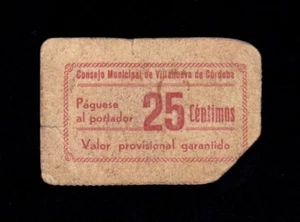 Consejo Municipal de Villanueva de Córdoba
Páguese
al portador
25 Céntimos
Valor provisional garantido